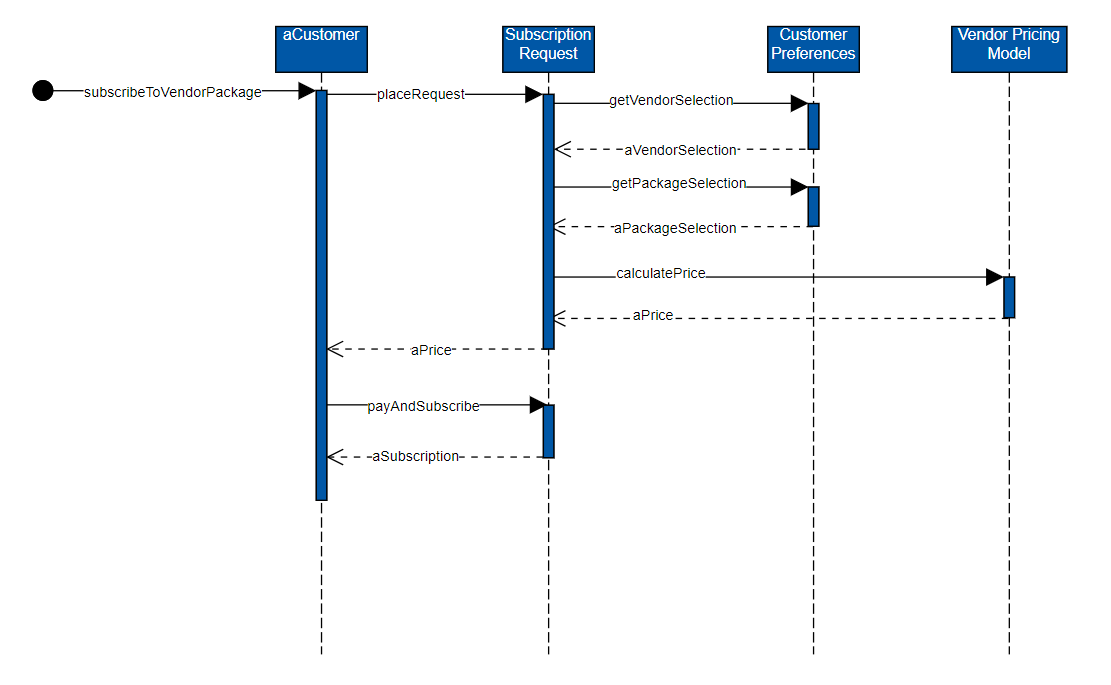 aCustomer
Subscription
Request
Customer
Preferences
Vendor Pricing
Model
subscribeToVendorPackage
placeRequest
getVendorSelection
aVendorSelection
getPackageSelection
aPackageSelection
calculatePrice
aPrice
aPrice
payAndSubscribe
aSubscription